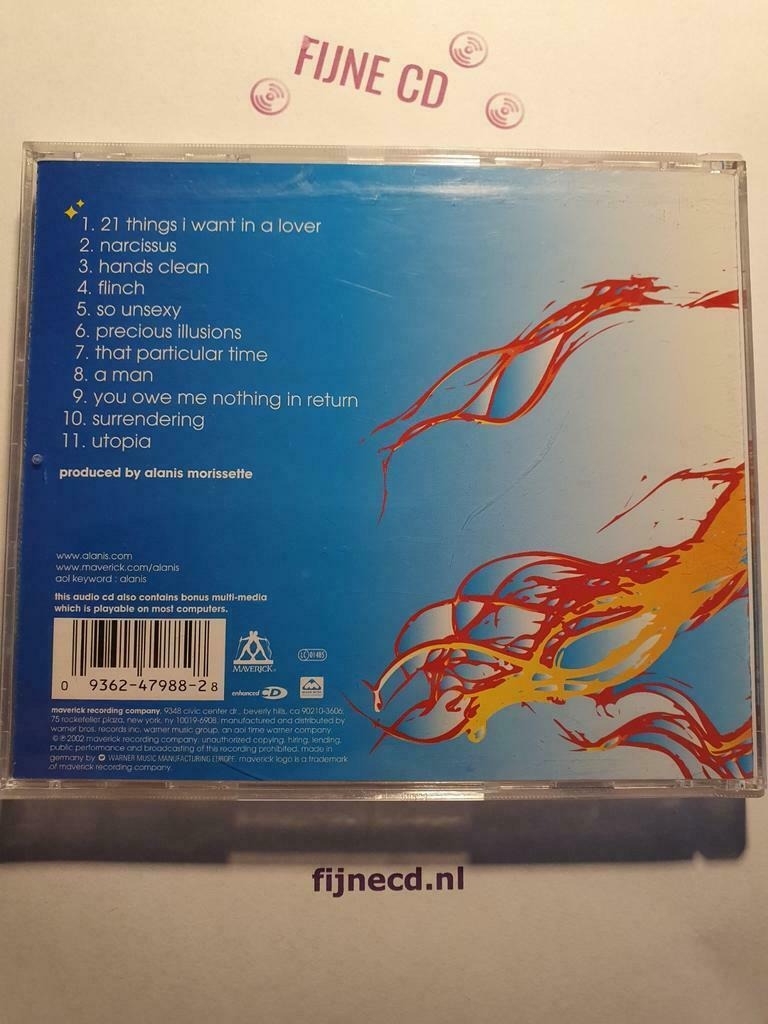 FIJNE CD
1. 21 things i want in a lover
2. narcissus
3. hands clean
4. flinch
5. so unsexy
6. precious illusions
7. that particular time
8. a man
9. you owe me nothing in return
10. surrendering
11. utopia
produced by alanis morissette
www.alanis.com
www.maverick.com/alanis
aol keyword : alanis
this audio cd also contains bonus multi-media
which is playable on most computers.
0 9362-47988-2 8
MAVERICK
LC 01485
enhanced CD
maverick recording company, 9348 civic center dr., beverly hills, ca 90210-3606;
75 rockefeller plaza, new york, ny 10019-6908. manufactured and distributed by
warner bros. records inc. warner music group, an aol time warner company.
© ℗ 2002 maverick recording company. unauthorized copying, hiring, lending,
public performance and broadcasting of this recording prohibited. made in
germany by WARNER MUSIC MANUFACTURING EUROPE. maverick logo is a trademark
of maverick recording company.
fijnecd.nl